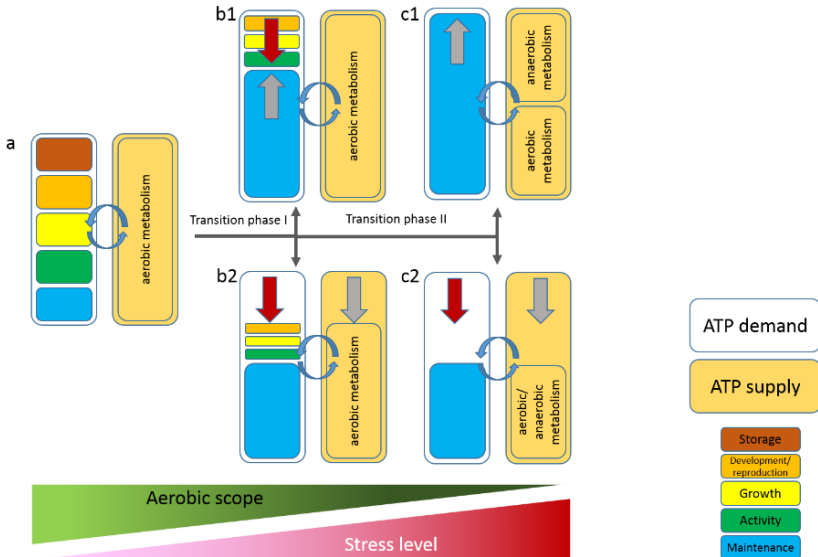 b1
c1
aerobic metabolism
anaerobic
metabolism
aerobic
metabolism
a
aerobic metabolism
Transition phase I
Transition phase II
b2
c2
aerobic metabolism
aerobic/
anaerobic
metabolism
ATP demand
ATP supply
Storage
Development/
reproduction
Growth
Activity
Maintenance
Aerobic scope
Stress level